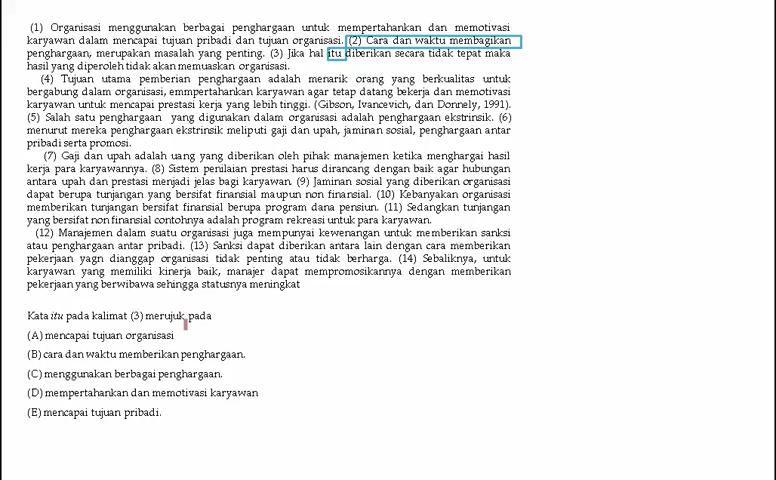 (1) Organisasi menggunakan berbagai penghargaan untuk mempertahankan dan memotivasi
karyawan dalam mencapai tujuan pribadi dan tujuan organisasi. (2) Cara dan waktu membagikan
penghargaan, merupakan masalah yang penting. (3) Jika hal itu diberikan secara tidak tepat maka
hasil yang diperoleh tidak akan memuaskan organisasi.
(4) Tujuan utama pemberian penghargaan adalah menarik orang yang berkualitas untuk
bergabung dalam organisasi, emmpertahankan karyawan agar tetap datang bekerja dan memotivasi
karyawan untuk mencapai prestasi kerja yang lebih tinggi. (Gibson, Ivancevich, dan Donnely, 1991).
(5) Salah satu penghargaan yang digunakan dalam organisasi adalah penghargaan ekstrinsik. (6)
menurut mereka penghargaan ekstrinsik meliputi gaji dan upah, jaminan sosial, penghargaan antar
pribadi serta promosi.
(7) Gaji dan upah adalah uang yang diberikan oleh pihak manajemen ketika menghargai hasil
kerja para karyawannya. (8) Sistem penilaian prestasi harus dirancang dengan baik agar hubungan
antara upah dan prestasi menjadi jelas bagi karyawan. (9) Jaminan sosial yang diberikan organisasi
dapat berupa tunjangan yang bersifat finansial maupun non finansial. (10) Kebanyakan organisasi
memberikan tunjangan bersifat finansial berupa program dana pensiun. (11) Sedangkan tunjangan
yang bersifat non finansial contohnya adalah program rekreasi untuk para karyawan.
(12) Manajemen dalam suatu organisasi juga mempunyai kewenangan untuk memberikan sanksi
atau penghargaan antar pribadi. (13) Sanksi dapat diberikan antara lain dengan cara memberikan
pekerjaan yagn dianggap organisasi tidak penting atau tidak berharga. (14) Sebaliknya, untuk
karyawan yang memiliki kinerja baik, manajer dapat mempromosikannya dengan memberikan
pekerjaan yang berwibawa sehingga statusnya meningkat
Kata itu pada kalimat (3) merujuk pada
(A) mencapai tujuan organisasi
(B) cara dan waktu memberikan penghargaan.
(C) menggunakan berbagai penghargaan.
(D) mempertahankan dan memotivasi karyawan
(E) mencapai tujuan pribadi.